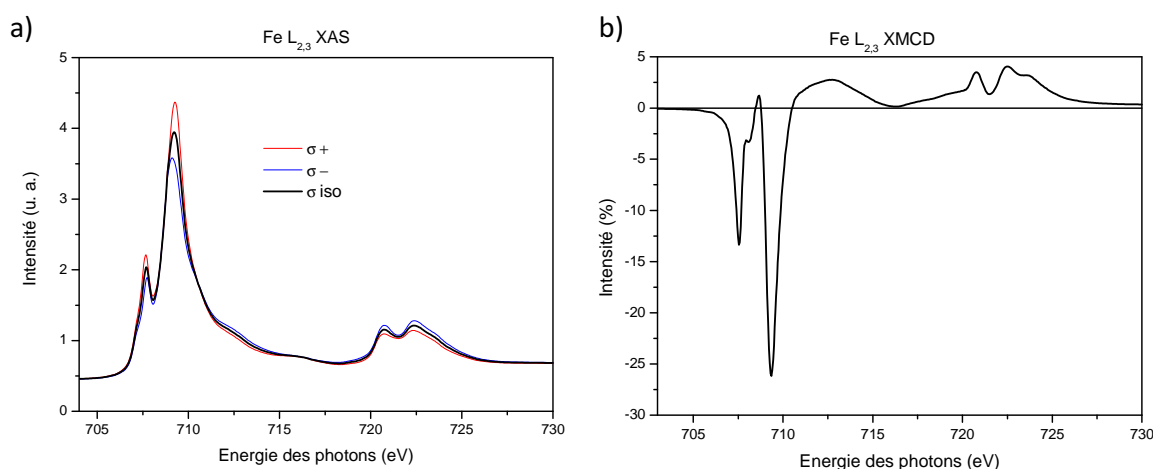 a)
Fe L2,3 XAS
5
4
3
2
1
0
Intensité (u. a.)
σ +
σ −
σ iso
705 710 715 720 725 730
Energie des photons (eV)
b)
Fe L2,3 XMCD
5
0
-5
-10
-15
-20
-25
-30
Intensité (%)
705 710 715 720 725 730
Energie des photons (eV)